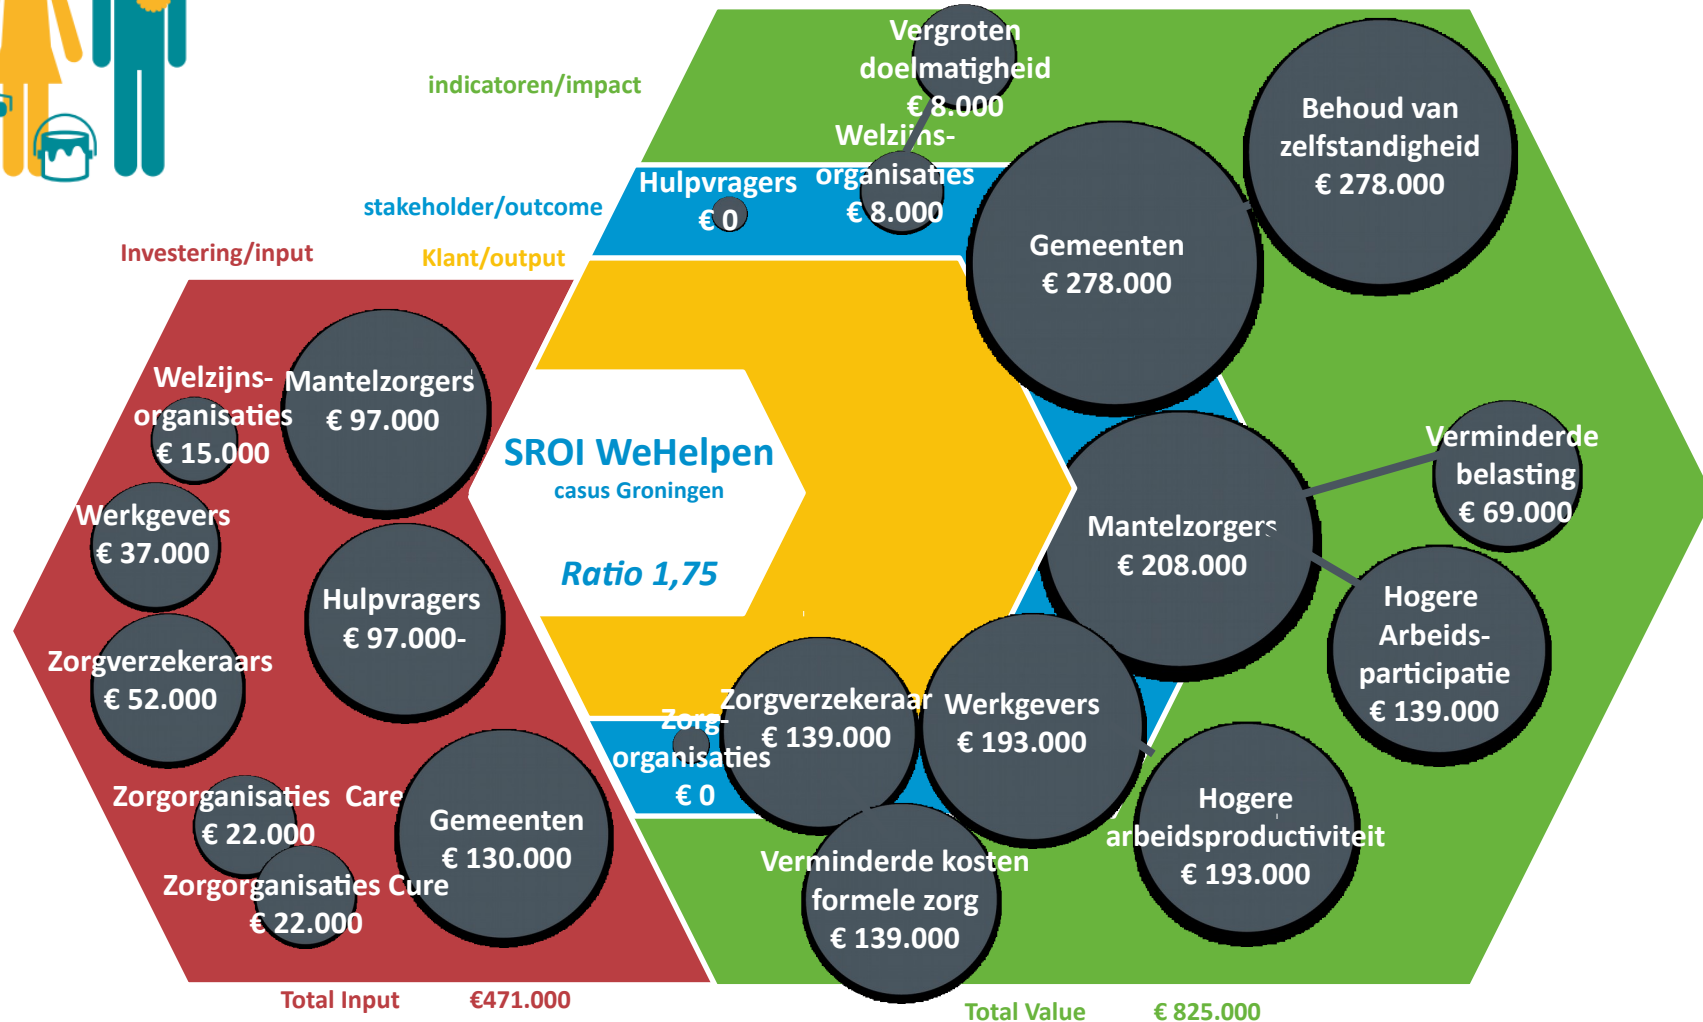 indicatoren/impact
stakeholder/outcome
Investering/input
Klant/output
Vergroten
doelmatigheid
€ 8.000
Welzijns-
organisaties
€ 8.000
Hulpvragers
€ 0
Behoud van
zelfstandigheid
€ 278.000
Gemeenten
€ 278.000
Welzijns-
organisaties
€ 15.000
Mantelzorgers
€ 97.000
Werkgevers
€ 37.000
Hulpvragers
€ 97.000-
Zorgverzekeraars
€ 52.000
Zorgorganisaties Care
€ 22.000
Zorgorganisaties Cure
€ 22.000
Gemeenten
€ 130.000
SROI WeHelpen
casus Groningen
Ratio 1,75
Mantelzorgers
€ 208.000
Verminderde
belasting
€ 69.000
Hogere
Arbeids-
participatie
€ 139.000
Zorg-
organisaties
€ 0
Zorgverzekeraar
€ 139.000
Werkgevers
€ 193.000
Hogere
arbeidsproductiviteit
€ 193.000
Verminderde kosten
formele zorg
€ 139.000
Total Input €471.000
Total Value € 825.000